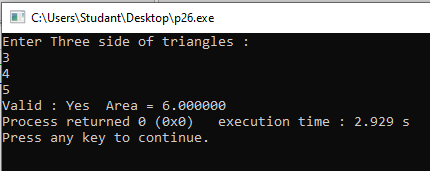 C:\Users\Studant\Desktop\p26.exe
Enter Three side of triangles :
3
4
5
Valid : Yes  Area = 6.000000
Process returned 0 (0x0)   execution time : 2.929 s
Press any key to continue.